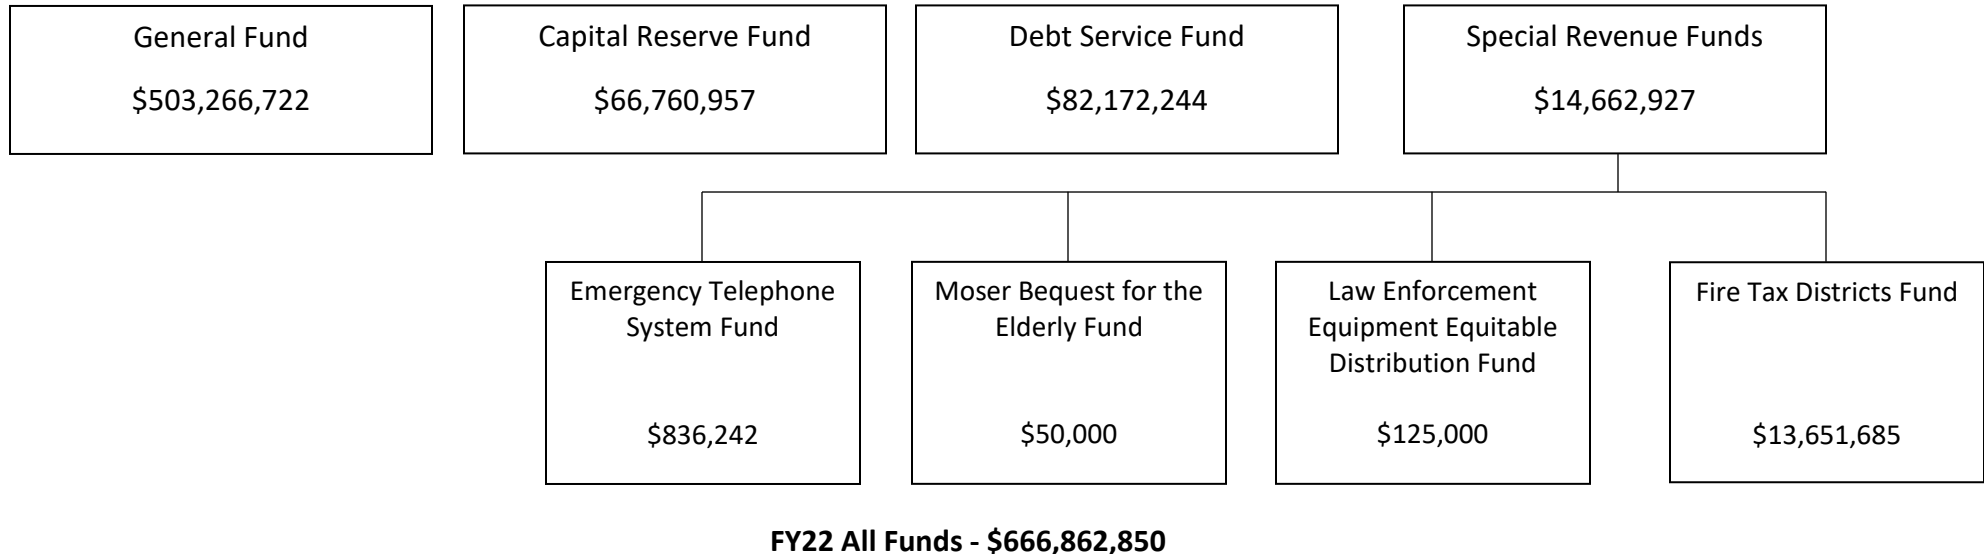 General Fund
$503,266,722
Capital Reserve Fund
$66,760,957
Debt Service Fund
$82,172,244
Special Revenue Funds
$14,662,927
Emergency Telephone
System Fund
$836,242
Moser Bequest for the
Elderly Fund
$50,000
Law Enforcement
Equipment Equitable
Distribution Fund
$125,000
Fire Tax Districts Fund
$13,651,685
FY22 All Funds - $666,862,850